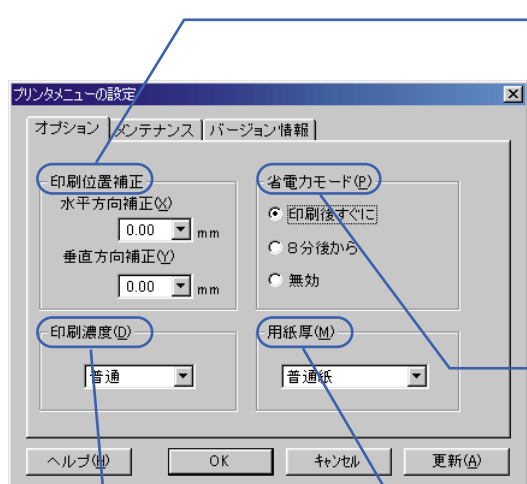 プリンタメニューの設定
オプション メンテナンス バージョン情報
印刷位置補正
水平方向補正(X)
0.00 mm
垂直方向補正(Y)
0.00 mm
省電力モード(P)
印刷後すぐに
8分後から
無効
印刷濃度(D)
普通
用紙厚(M)
普通紙
ヘルプ(H) OK キャンセル 更新(A)